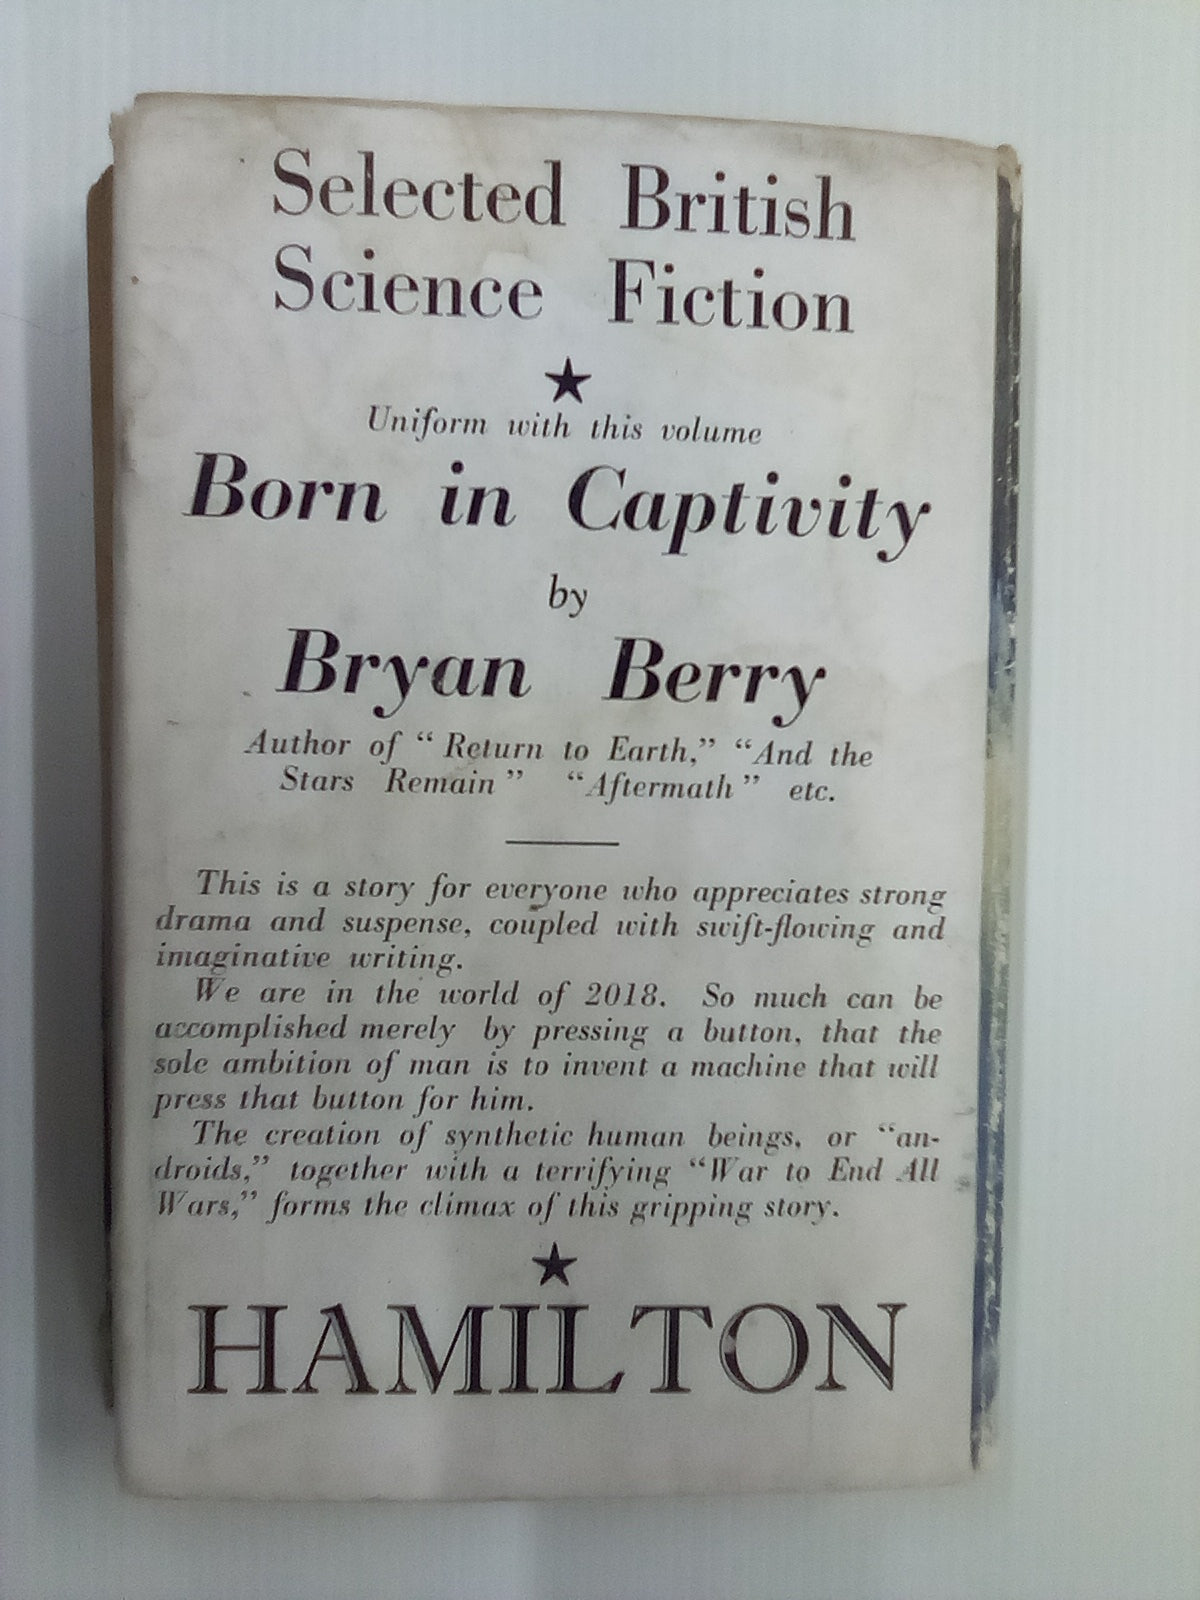 Selected British
Science Fiction
★
Uniform with this volume
Born in Captivity
by
Bryan Berry
Author of “ Return to Earth,” “And the
Stars Remain ” “Aftermath ” etc.
This is a story for everyone who appreciates strong
drama and suspense, coupled with swift-flowing and
imaginative writing.
We are in the world of 2018. So much can be
accomplished merely by pressing a button, that the
sole ambition of man is to invent a machine that will
press that button for him.
The creation of synthetic human beings, or “an-
droids,” together with a terrifying “War to End All
Wars,” forms the climax of this gripping story.
★
HAMILTON